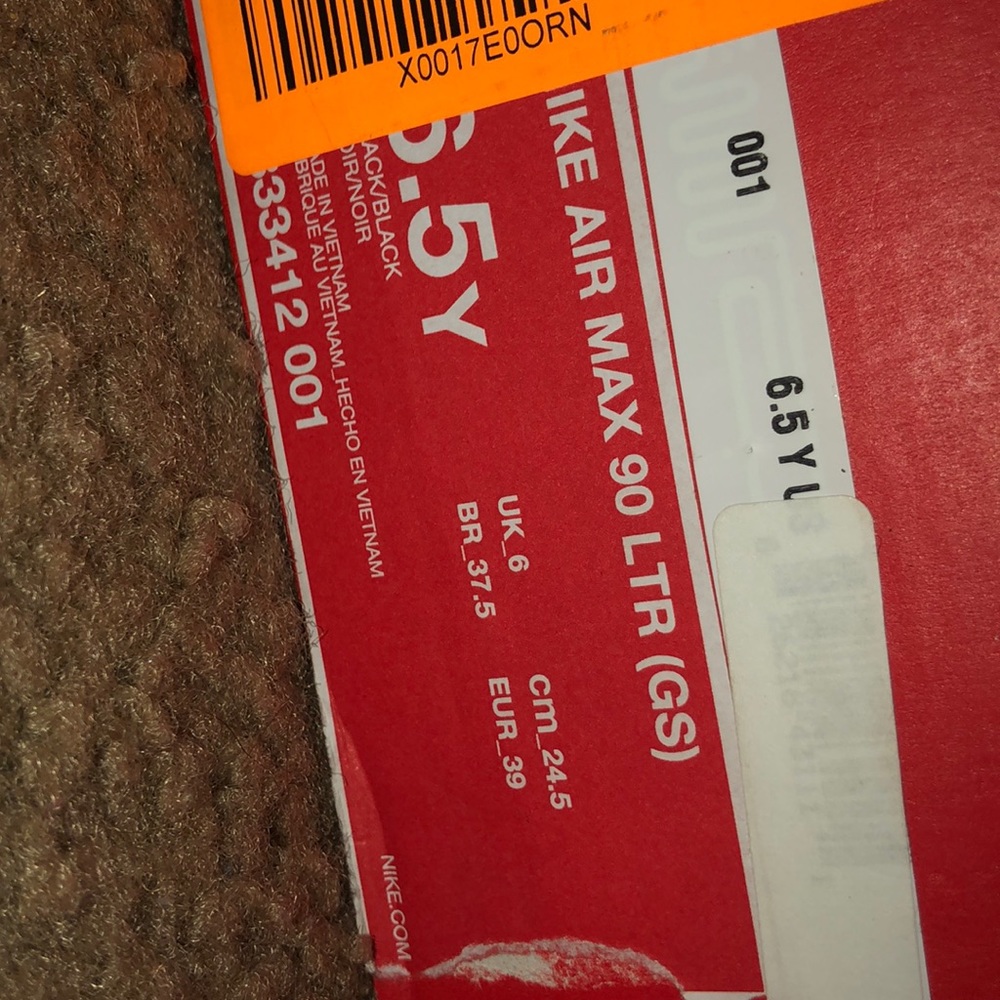 X0017E0ORN
001
6.5 Y
IKE AIR MAX 90 LTR (GS)
6.5Y
UK_6
cm_24.5
BR_37.5
EUR_39
ACK/BLACK
OIR/NOIR
ADE IN VIETNAM
BRIQUE AU VIETNAM_HECHO EN VIETNAM
33412 001
NIKE.COM